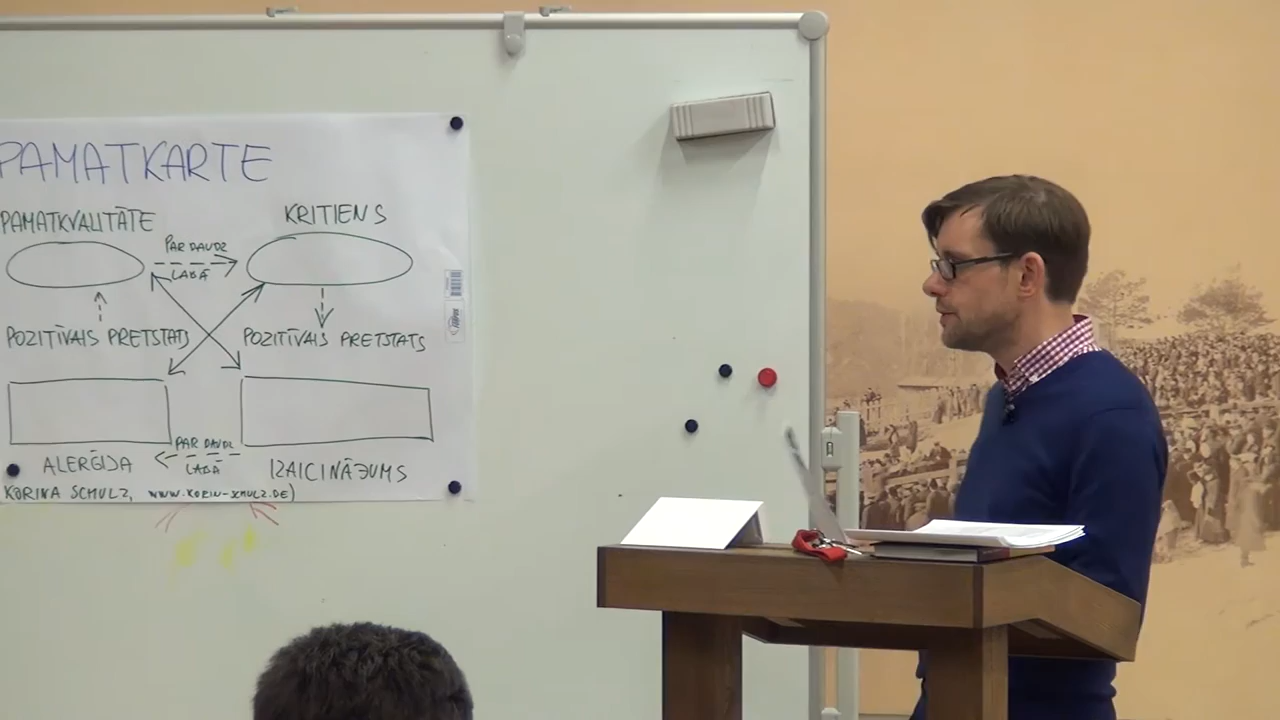 PAMATKARTE
PAMATKVALITĀTE
KRITIENS
PAR DAUDZ
LABĀ
POZITĪVAIS PRETSTATS
POZITĪVAIS PRETSTATS
PAR DAUDZ
LABĀ
ALERĢIJA
IZAICINĀJUMS
KORINA SCHULZ, www.KORIN-SCHULZ.DE)